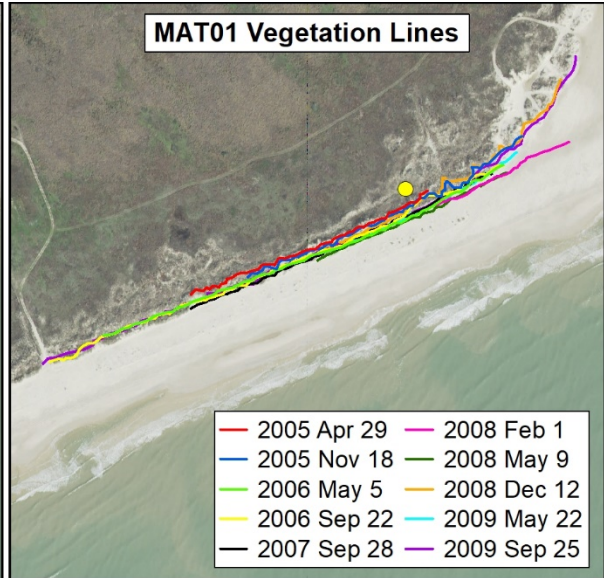 MAT01 Vegetation Lines
2005 Apr 29
2005 Nov 18
2006 May 5
2006 Sep 22
2007 Sep 28
2008 Feb 1
2008 May 9
2008 Dec 12
2009 May 22
2009 Sep 25